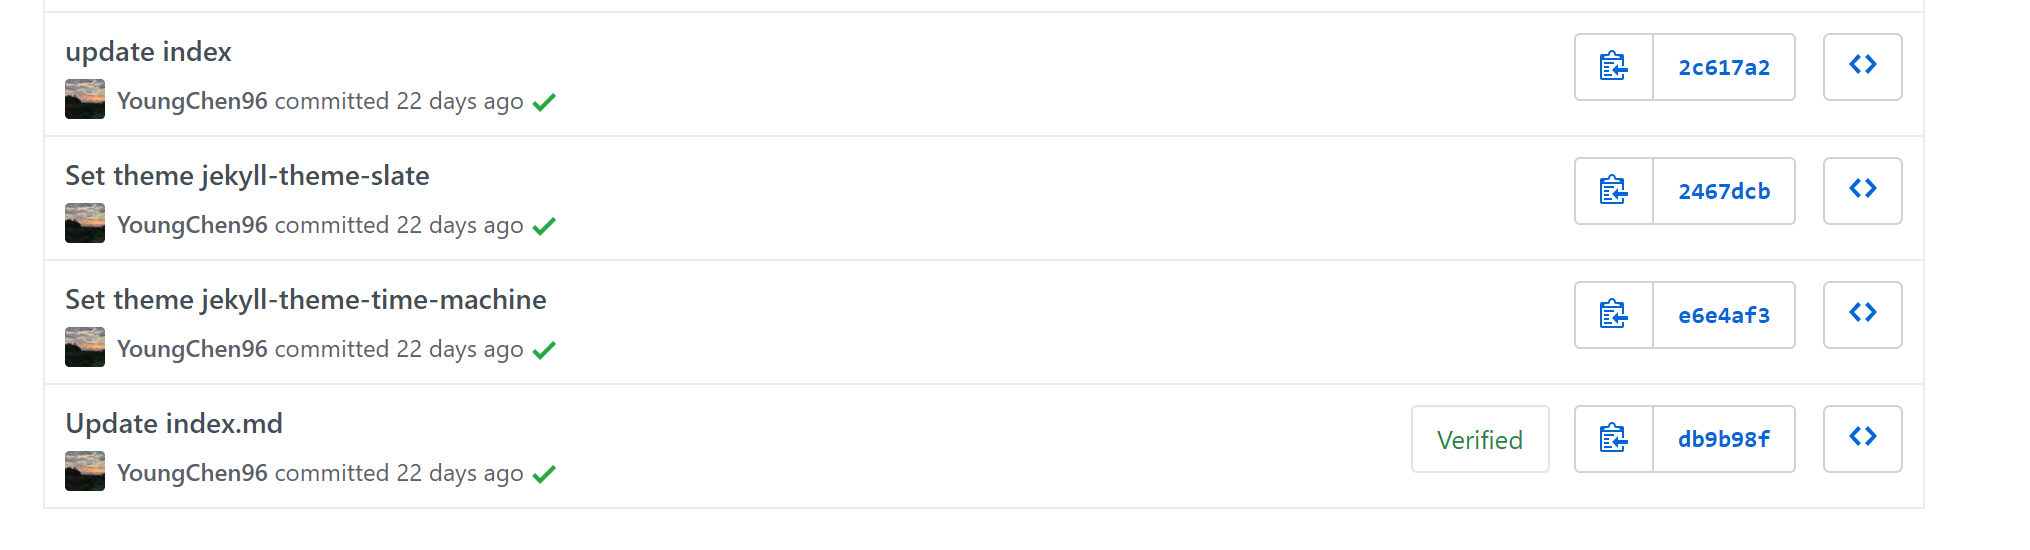 update index
2c617a2
YoungChen96 committed 22 days ago
Set theme jekyll-theme-slate
2467dcb
YoungChen96 committed 22 days ago
Set theme jekyll-theme-time-machine
e6e4af3
YoungChen96 committed 22 days ago
Update index.md
Verified db9b98f
YoungChen96 committed 22 days ago